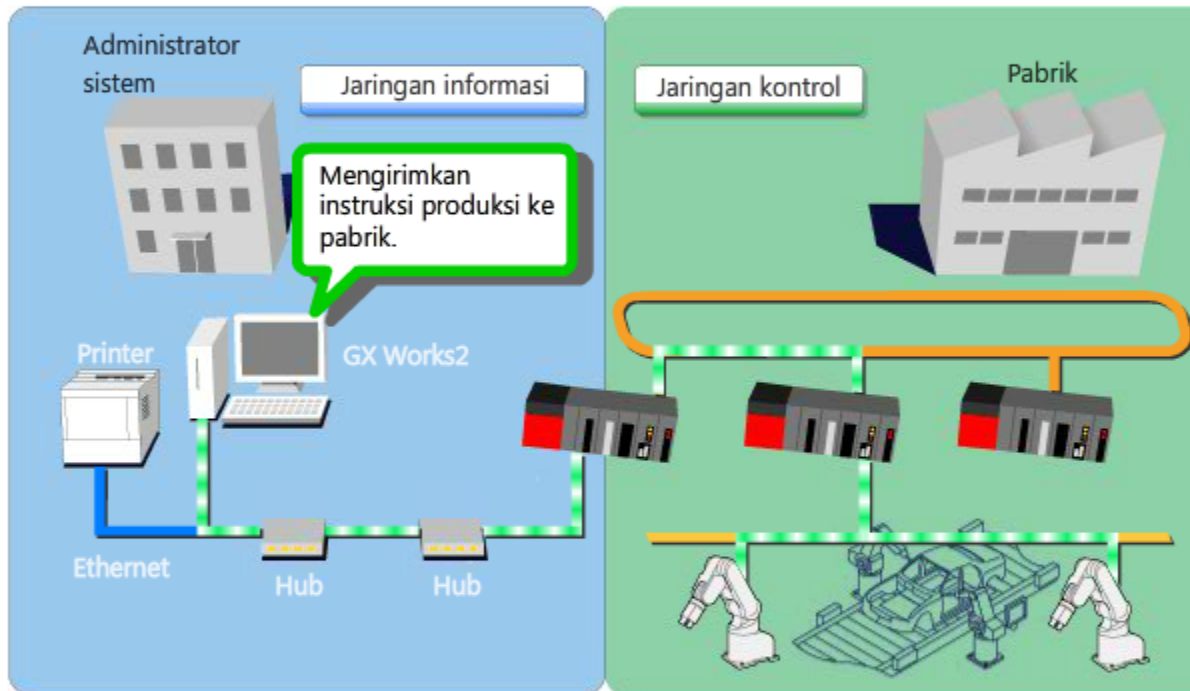 Administrator
sistem
Jaringan informasi
Jaringan kontrol
Pabrik
Mengirimkan
instruksi produksi ke
pabrik.
Printer
GX Works2
Ethernet
Hub
Hub